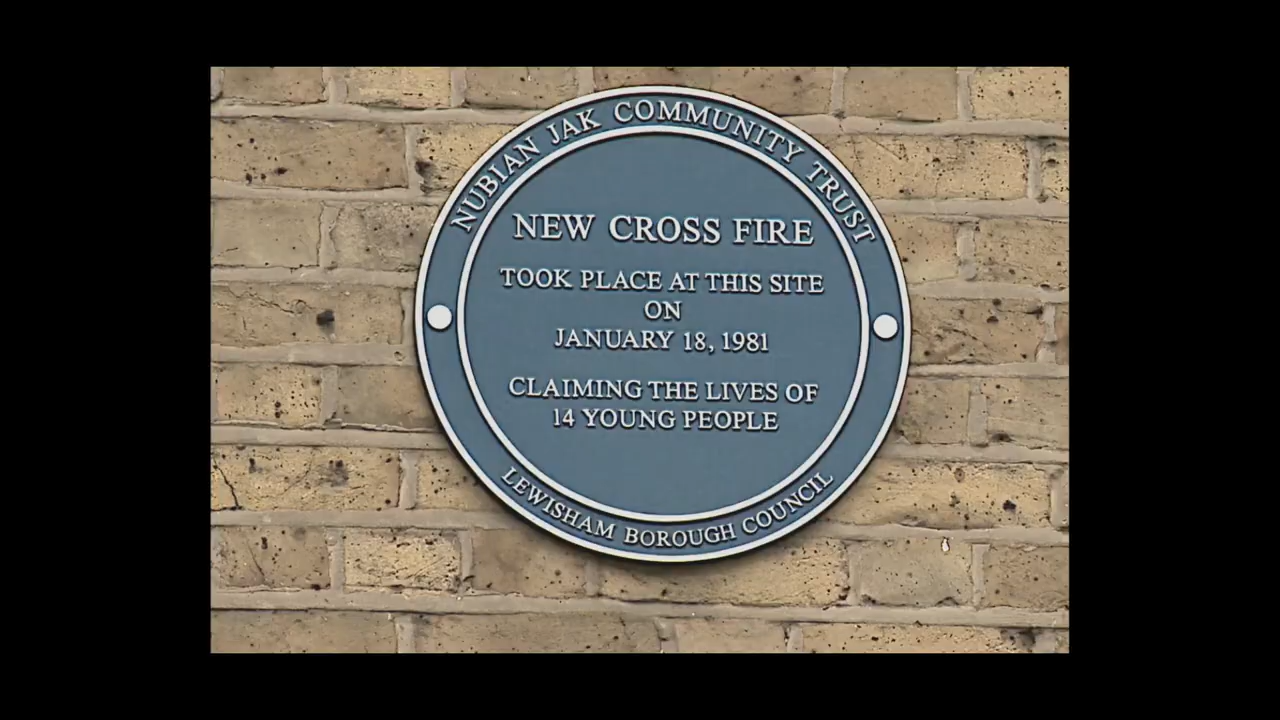 NUBIAN JAK COMMUNITY TRUST
NEW CROSS FIRE
TOOK PLACE AT THIS SITE
ON
JANUARY 18, 1981
CLAIMING THE LIVES OF
14 YOUNG PEOPLE
LEWISHAM BOROUGH COUNCIL